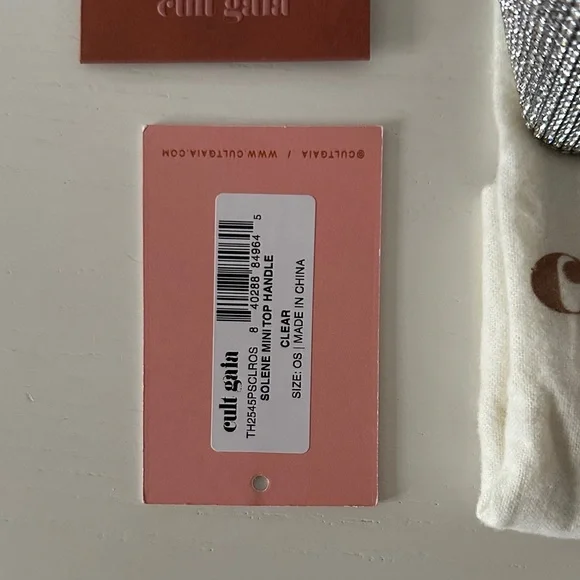 cult gaia
@CULTGAIA / WWW.CULTGAIA.COM
cult gaia
TH2545PSCLROS 8 40288 84964 5
SOLENE MINI TOP HANDLE
CLEAR
SIZE: OS | MADE IN CHINA